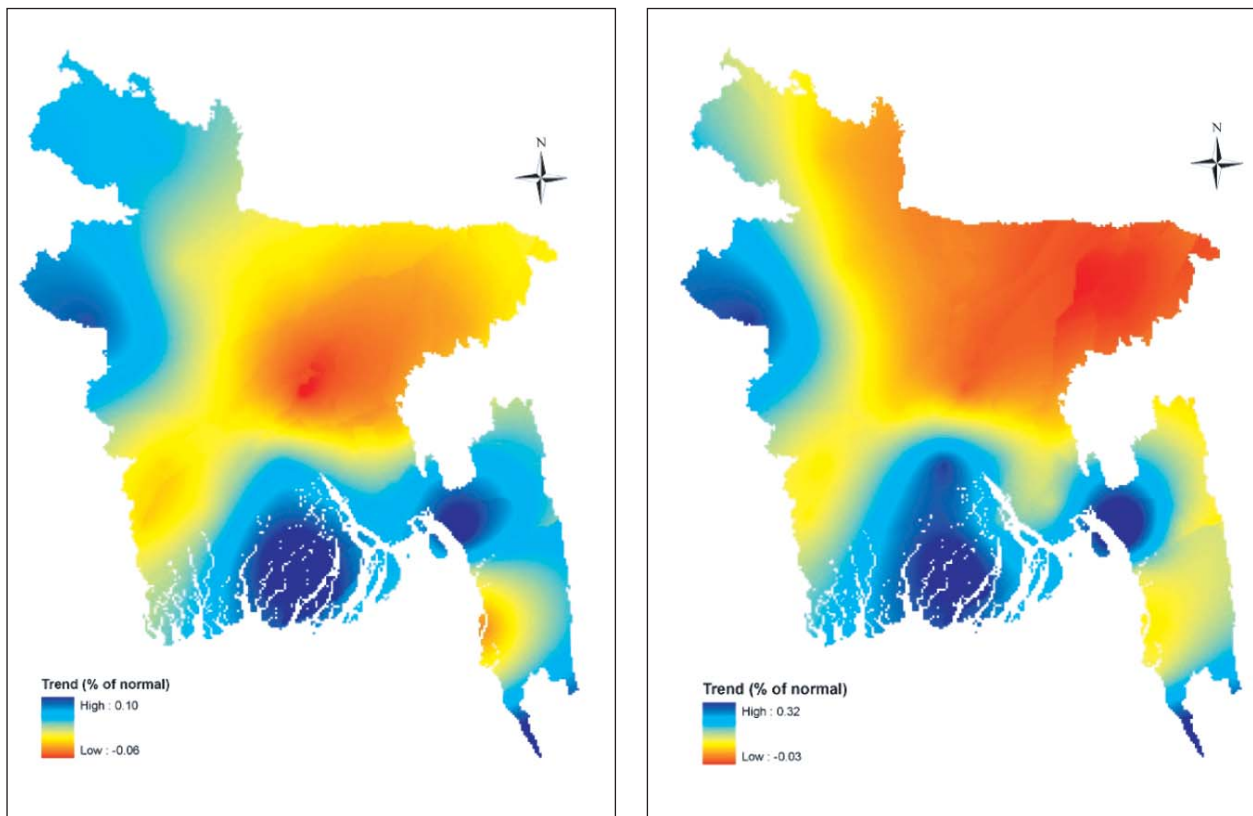 N
Trend (% of normal)
High : 0.10
Low : -0.06
N
Trend (% of normal)
High : 0.32
Low : -0.03